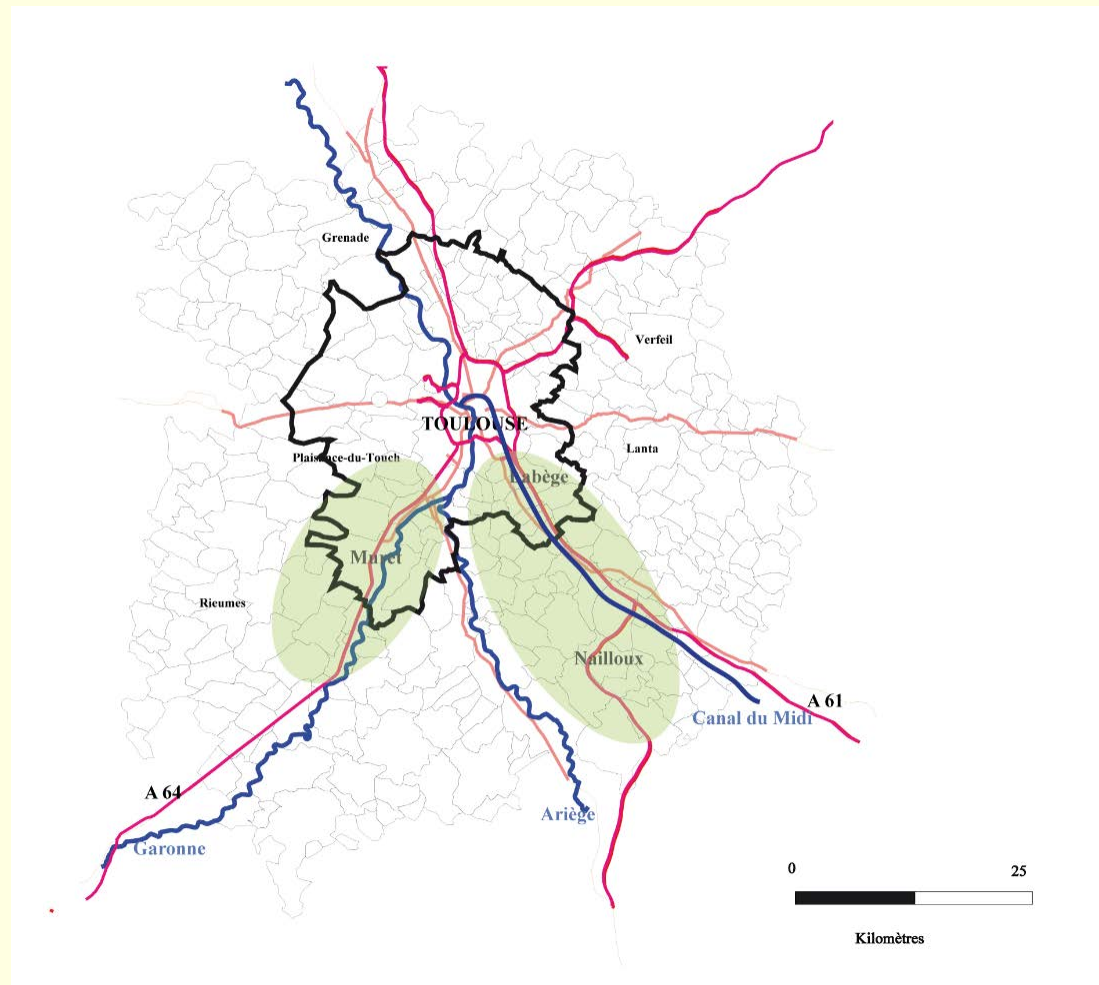 Grenade
Verfeil
TOULOUSE
Lanta
Plaisance-du-Touch
Labège
Muret
Rieumes
Nailloux
A 61
Canal du Midi
A 64
Ariège
Garonne
0 25
Kilomètres